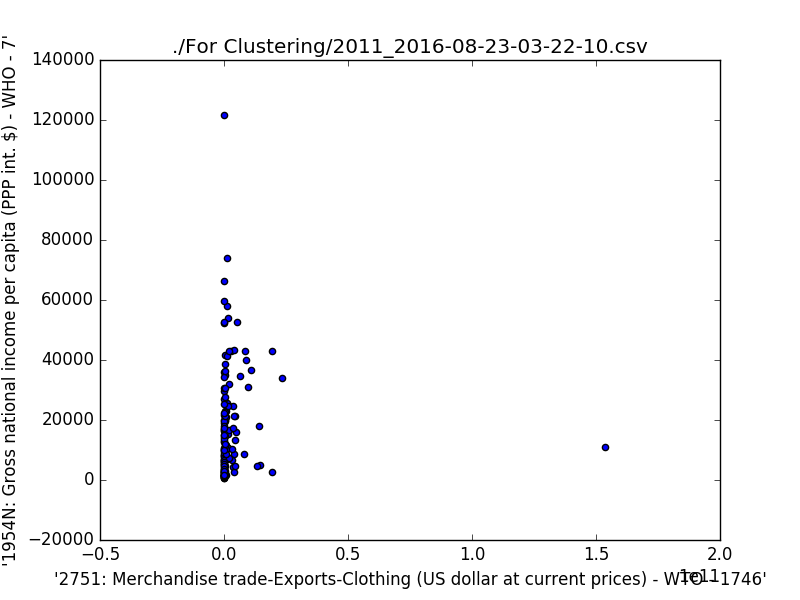 ./For Clustering/2011_2016-08-23-03-22-10.csv
'1954N: Gross national income per capita (PPP int. $) - WHO - 7'
140000
120000
100000
80000
60000
40000
20000
0
−20000
−0.5 0.0 0.5 1.0 1.5 2.0
1e11
'2751: Merchandise trade-Exports-Clothing (US dollar at current prices) - WTO - 1746'